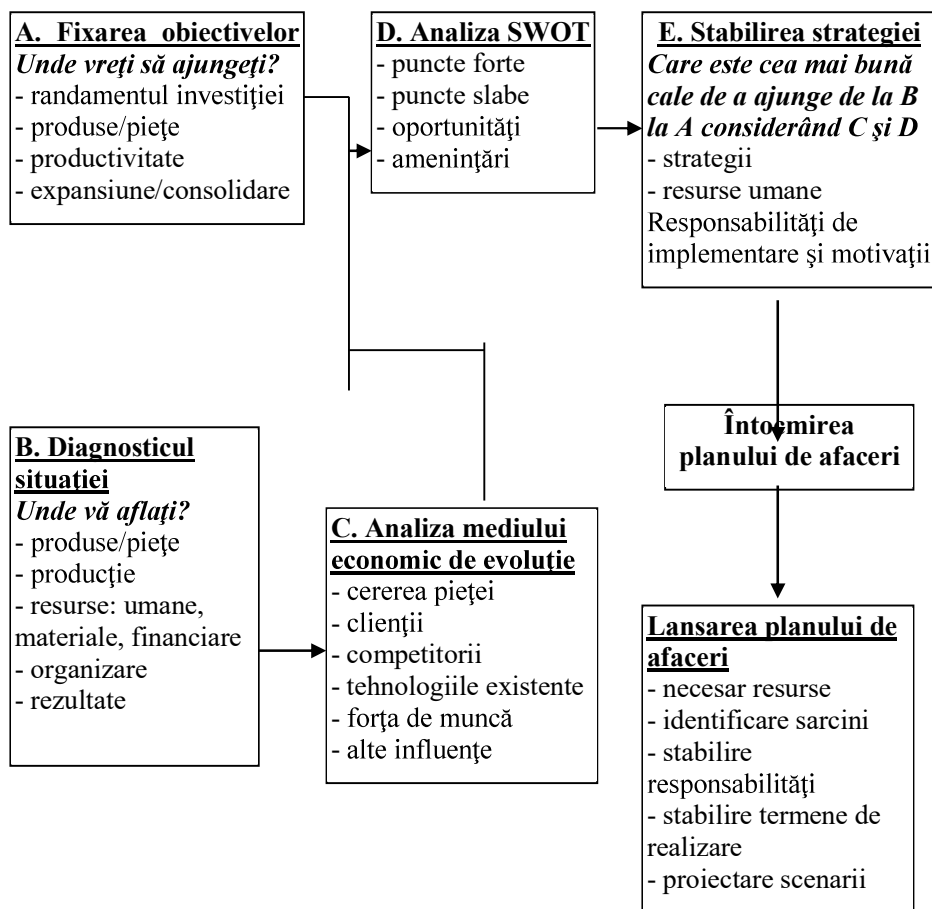 A. Fixarea obiectivelor
Unde vreţi să ajungeţi?
- randamentul investiţiei
- produse/pieţe
- productivitate
- expansiune/consolidare
D. Analiza SWOT
- puncte forte
- puncte slabe
- oportunităţi
- ameninţări
E. Stabilirea strategiei
Care este cea mai bună
cale de a ajunge de la B
la A considerând C şi D
- strategii
- resurse umane
Responsabilităţi de
implementare şi motivaţii
B. Diagnosticul
situaţiei
Unde vă aflaţi?
- produse/pieţe
- producţie
- resurse: umane,
materiale, financiare
- organizare
- rezultate
C. Analiza mediului
economic de evoluţie
- cererea pieţei
- clienţii
- competitorii
- tehnologiile existente
- forţa de muncă
- alte influenţe
Întocmirea
planului de afaceri
Lansarea planului de
afaceri
- necesar resurse
- identificare sarcini
- stabilire
responsabilităţi
- stabilire termene de
realizare
- proiectare scenarii